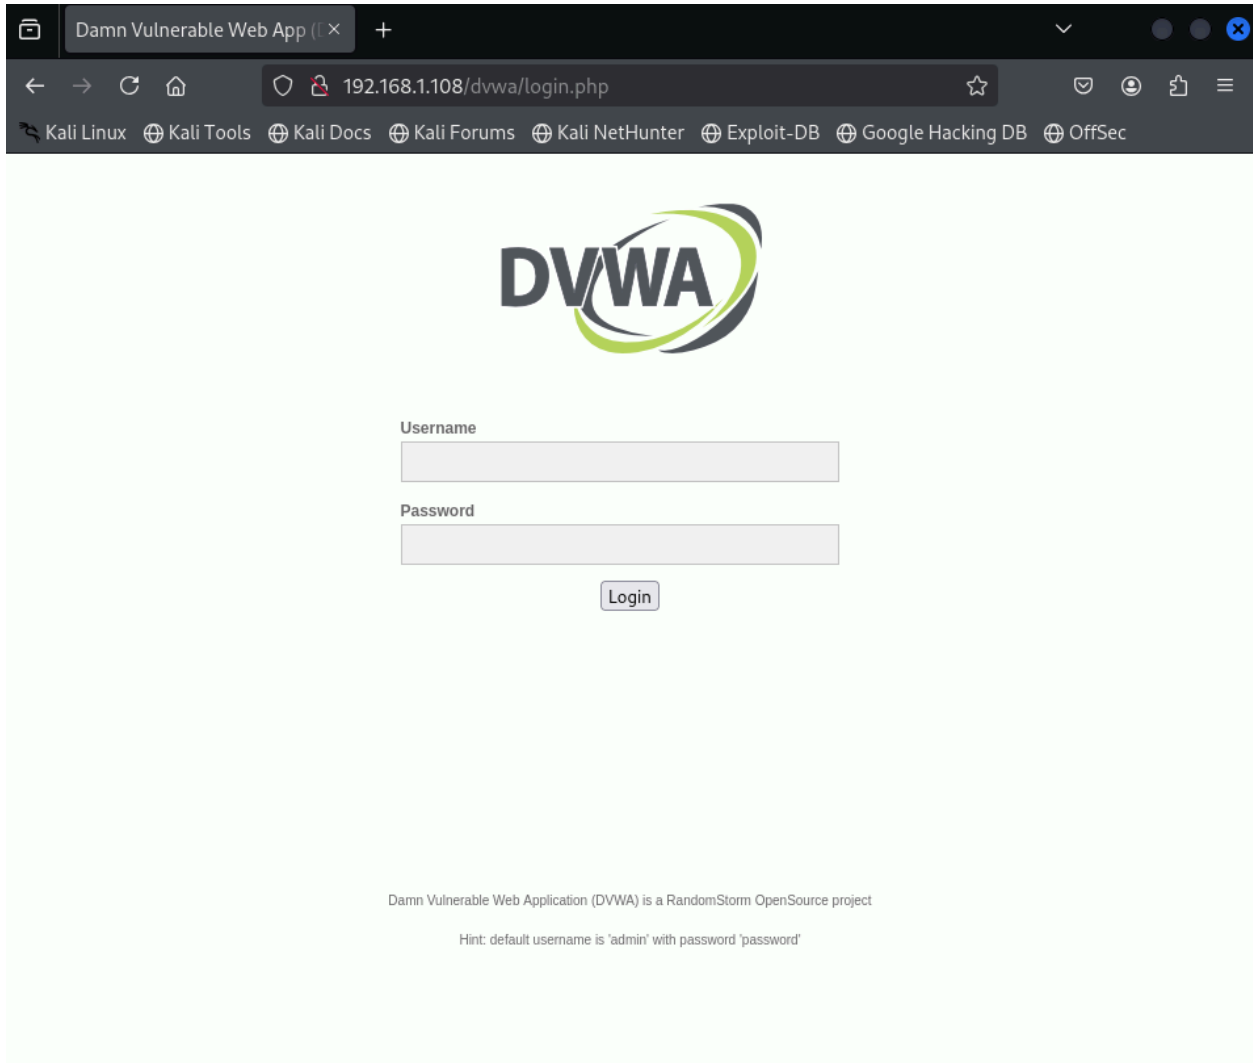 Damn Vulnerable Web App (
192.168.1.108/dvwa/login.php
Kali Linux Kali Tools Kali Docs Kali Forums Kali NetHunter Exploit-DB Google Hacking DB OffSec
DVWA
Username
Password
Login
Damn Vulnerable Web Application (DVWA) is a RandomStorm OpenSource project
Hint: default username is 'admin' with password 'password'